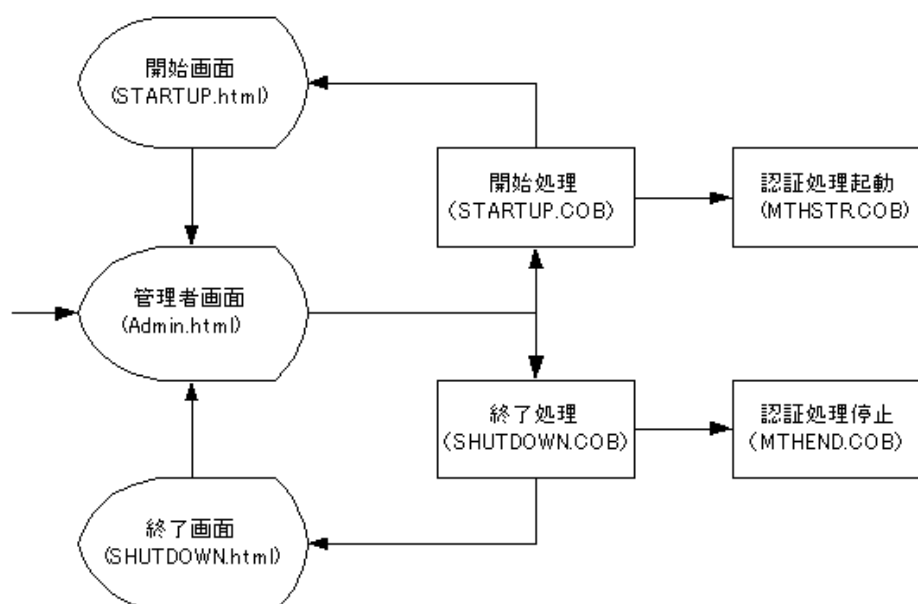 開始画面
(STARTUP.html)
開始処理
(STARTUP.COB)
認証処理起動
(MTHSTR.COB)
管理者画面
(Admin.html)
終了処理
(SHUTDOWN.COB)
認証処理停止
(MTHEND.COB)
終了画面
(SHUTDOWN.html)